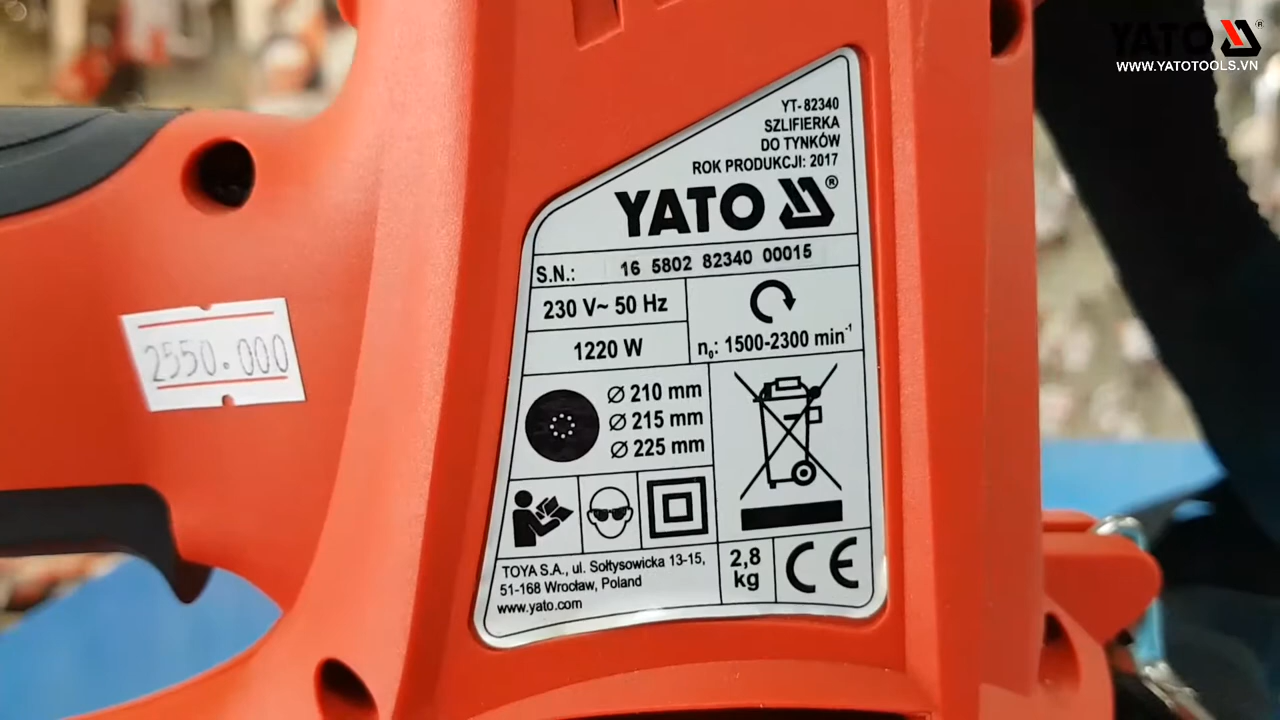 YATO ®
WWW.YATOTOOLS.VN
YT-82340
SZLIFIERKA
DO TYNKÓW
ROK PRODUKCJI: 2017
YATO ®
S.N.: 16 5802 82340 00015
230 V~ 50 Hz
1220 W
n₀: 1500-2300 min⁻¹
2550.000
Ø 210 mm
Ø 215 mm
Ø 225 mm
TOYA S.A., ul. Sołtysowicka 13-15,
51-168 Wrocław, Poland
www.yato.com
2,8
kg
CE